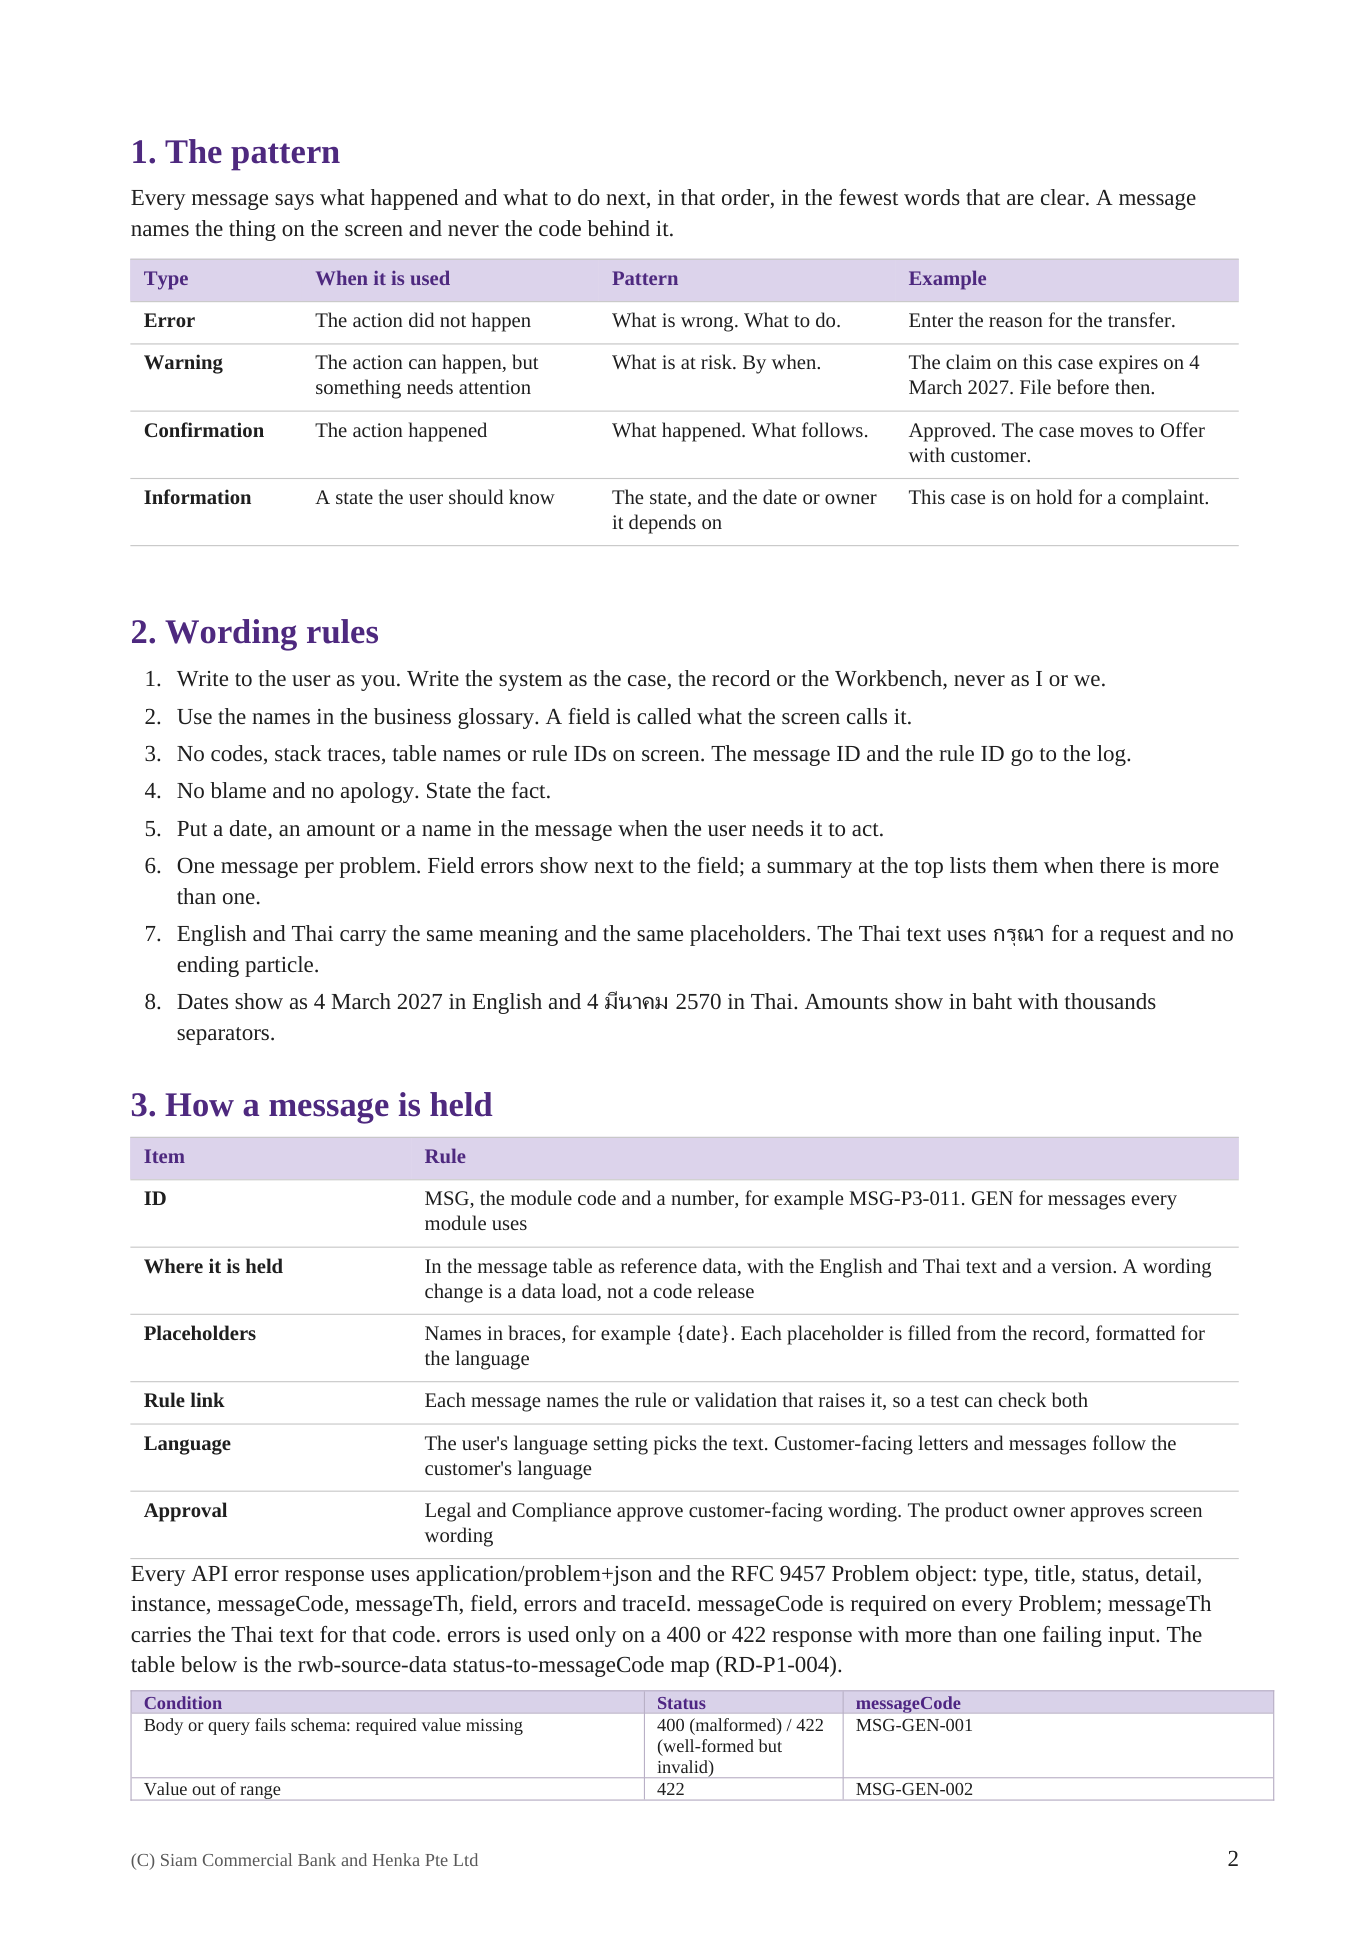 1. The pattern
Every message says what happened and what to do next, in that order, in the fewest words that are clear. A message
names the thing on the screen and never the code behind it.
Type When it is used Pattern Example
Error The action did not happen What is wrong. What to do. Enter the reason for the transfer.
Warning The action can happen, but What is at risk. By when. The claim on this case expires on 4
something needs attention March 2027. File before then.
Confirmation The action happened What happened. What follows. Approved. The case moves to Offer
with customer.
Information A state the user should know The state, and the date or owner This case is on hold for a complaint.
it depends on
2. Wording rules
1. Write to the user as you. Write the system as the case, the record or the Workbench, never as I or we.
2. Use the names in the business glossary. A field is called what the screen calls it.
3. No codes, stack traces, table names or rule IDs on screen. The message ID and the rule ID go to the log.
4. No blame and no apology. State the fact.
5. Put a date, an amount or a name in the message when the user needs it to act.
6. One message per problem. Field errors show next to the field; a summary at the top lists them when there is more
than one.
7. English and Thai carry the same meaning and the same placeholders. The Thai text uses กรุณา for a request and no
ending particle.
8. Dates show as 4 March 2027 in English and 4 มีนาคม 2570 in Thai. Amounts show in baht with thousands
separators.
3. How a message is held
Item Rule
ID MSG, the module code and a number, for example MSG-P3-011. GEN for messages every
module uses
Where it is held In the message table as reference data, with the English and Thai text and a version. A wording
change is a data load, not a code release
Placeholders Names in braces, for example {date}. Each placeholder is filled from the record, formatted for
the language
Rule link Each message names the rule or validation that raises it, so a test can check both
Language The user's language setting picks the text. Customer-facing letters and messages follow the
customer's language
Approval Legal and Compliance approve customer-facing wording. The product owner approves screen
wording
Every API error response uses application/problem+json and the RFC 9457 Problem object: type, title, status, detail,
instance, messageCode, messageTh, field, errors and traceId. messageCode is required on every Problem; messageTh
carries the Thai text for that code. errors is used only on a 400 or 422 response with more than one failing input. The
table below is the rwb-source-data status-to-messageCode map (RD-P1-004).
Condition Status messageCode
Body or query fails schema: required value missing 400 (malformed) / 422 MSG-GEN-001
(well-formed but
invalid)
Value out of range 422 MSG-GEN-002
(C) Siam Commercial Bank and Henka Pte Ltd 2